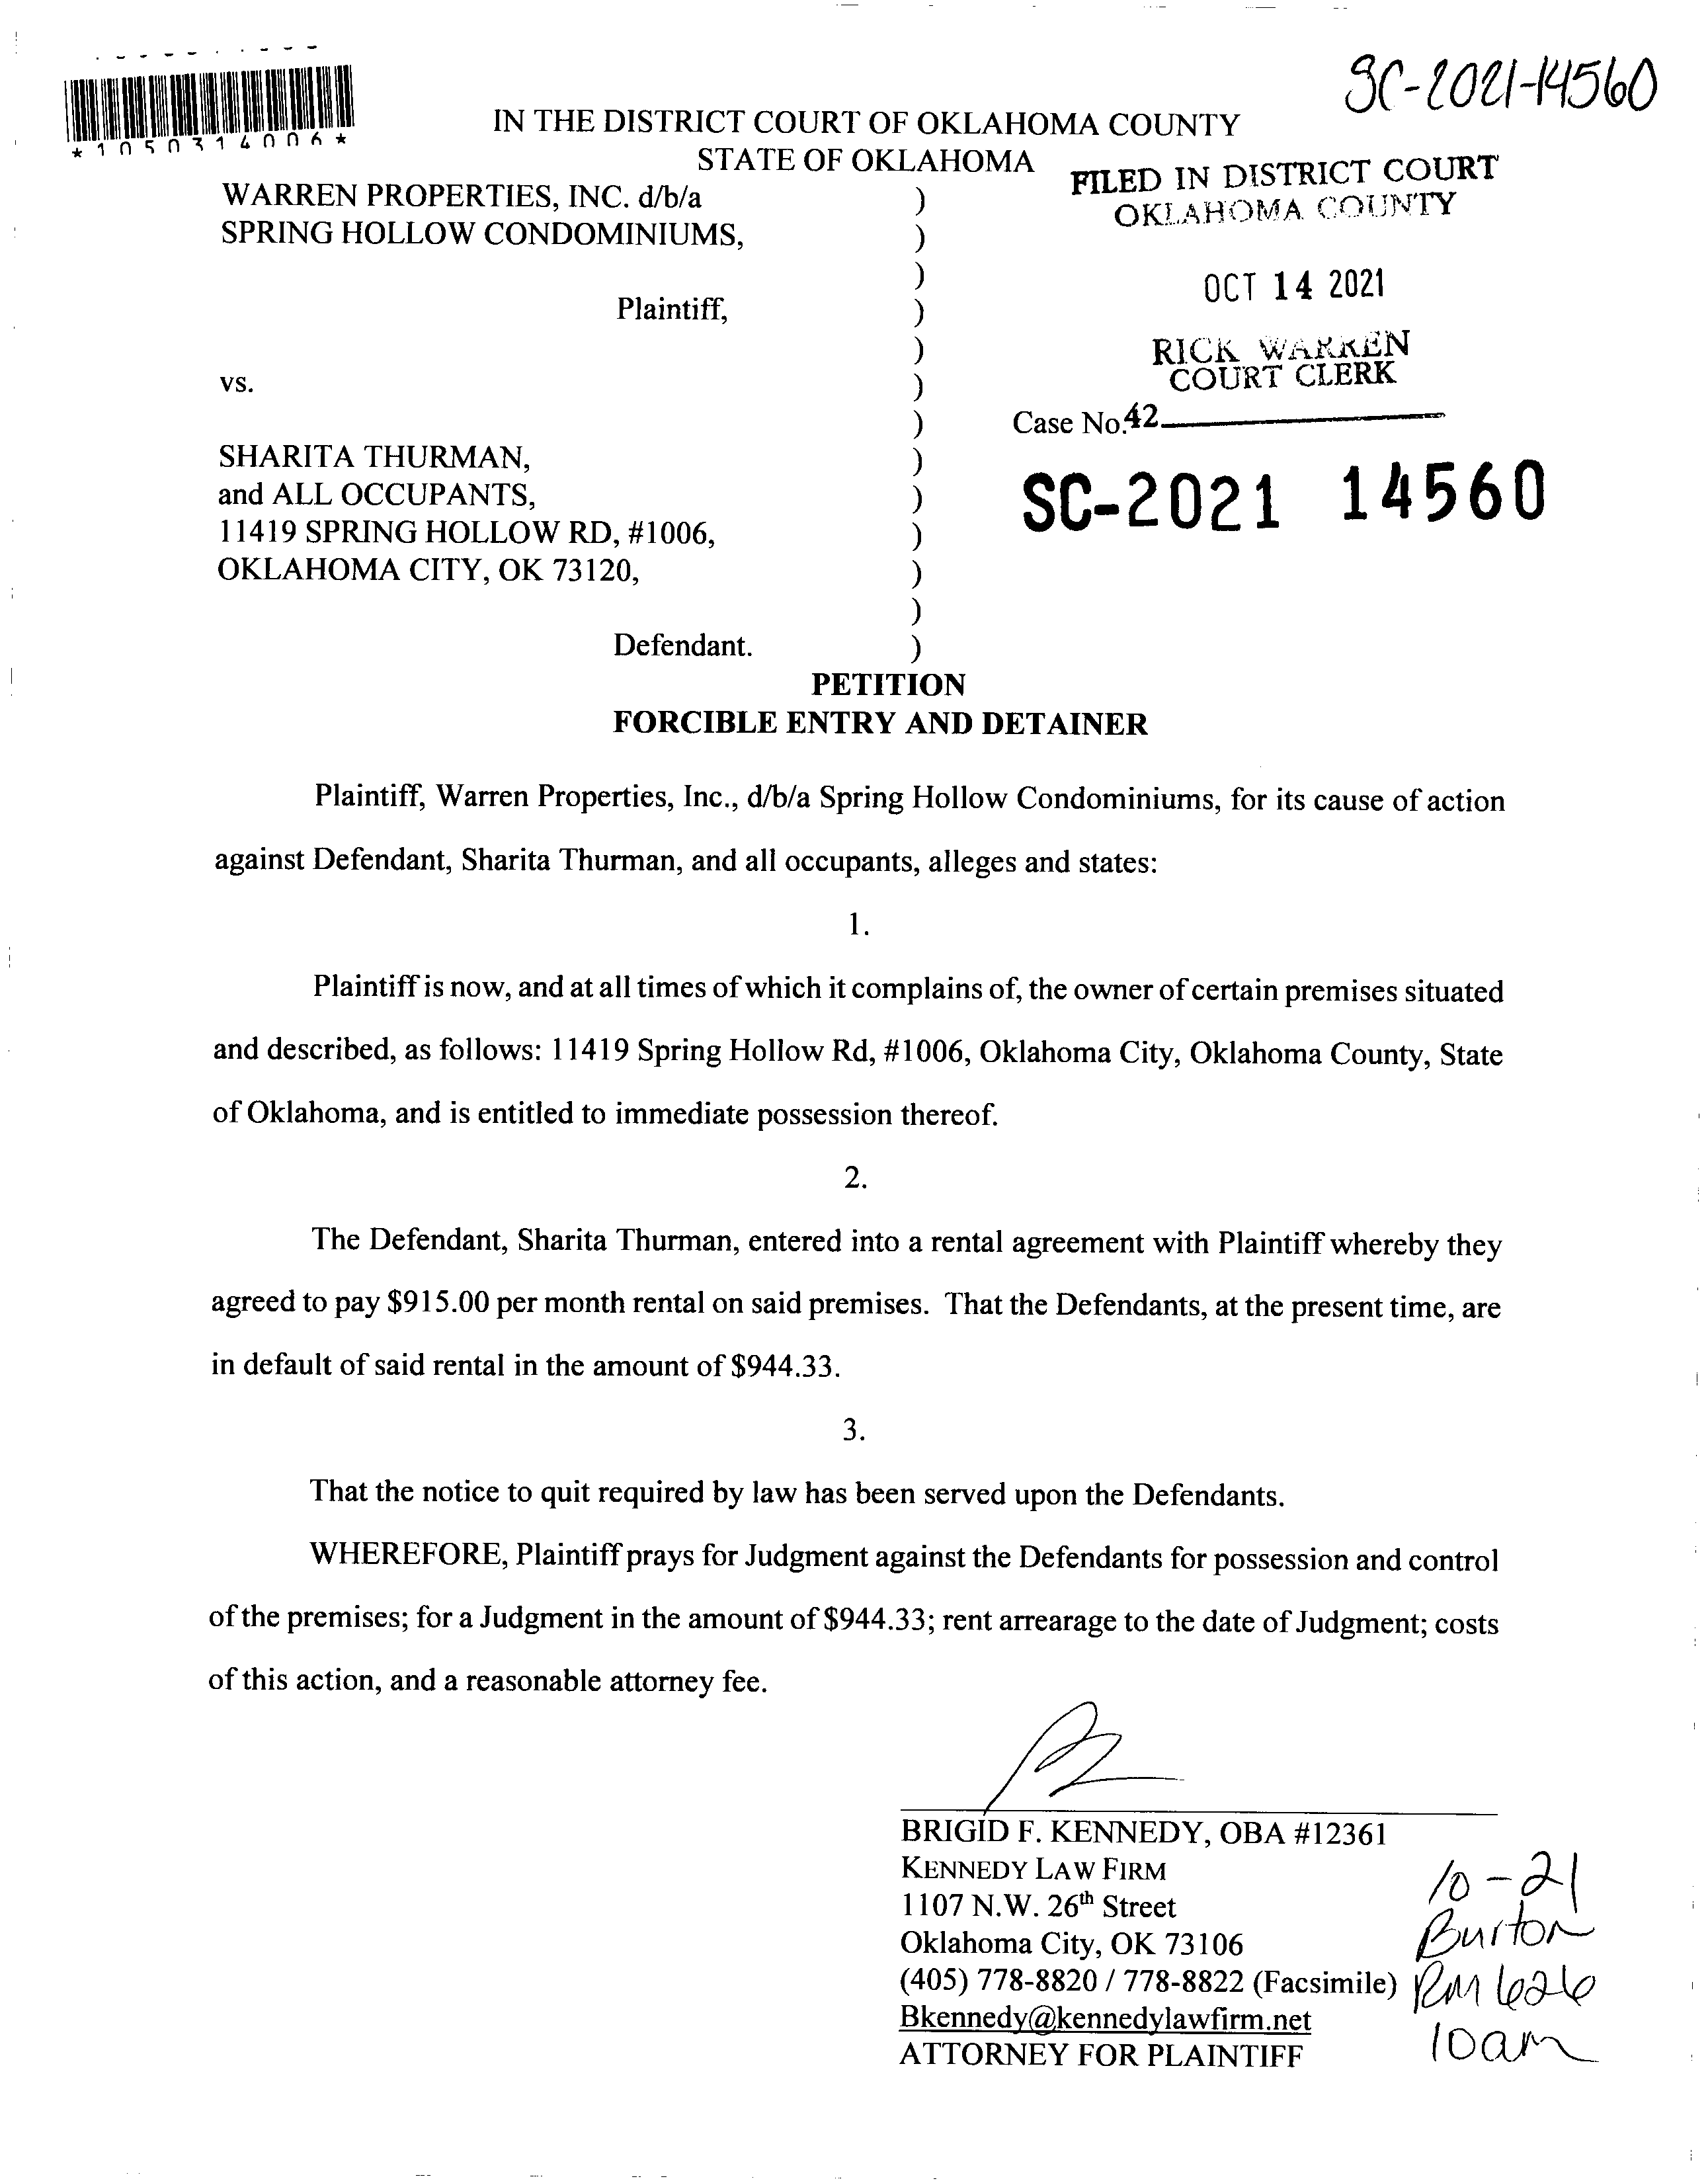 SC-2021-14560
*1050314006*
IN THE DISTRICT COURT OF OKLAHOMA COUNTY
STATE OF OKLAHOMA
FILED IN DISTRICT COURT
OKLAHOMA COUNTY
OCT 14 2021
RICK WARREN
COURT CLERK
42
WARREN PROPERTIES, INC. d/b/a )
SPRING HOLLOW CONDOMINIUMS, )
)
Plaintiff, )
)
vs. )
) Case No.
SHARITA THURMAN, )
and ALL OCCUPANTS, ) SC-2021 14560
11419 SPRING HOLLOW RD, #1006, )
OKLAHOMA CITY, OK 73120, )
)
Defendant. )
PETITION
FORCIBLE ENTRY AND DETAINER
Plaintiff, Warren Properties, Inc., d/b/a Spring Hollow Condominiums, for its cause of action
against Defendant, Sharita Thurman, and all occupants, alleges and states:
1.
Plaintiff is now, and at all times of which it complains of, the owner of certain premises situated
and described, as follows: 11419 Spring Hollow Rd, #1006, Oklahoma City, Oklahoma County, State
of Oklahoma, and is entitled to immediate possession thereof.
2.
The Defendant, Sharita Thurman, entered into a rental agreement with Plaintiff whereby they
agreed to pay $915.00 per month rental on said premises. That the Defendants, at the present time, are
in default of said rental in the amount of $944.33.
3.
That the notice to quit required by law has been served upon the Defendants.
WHEREFORE, Plaintiff prays for Judgment against the Defendants for possession and control
of the premises; for a Judgment in the amount of $944.33; rent arrearage to the date of Judgment; costs
of this action, and a reasonable attorney fee.
BRIGID F. KENNEDY, OBA #12361
KENNEDY LAW FIRM
1107 N.W. 26th Street
Oklahoma City, OK 73106
(405) 778-8820 / 778-8822 (Facsimile)
Bkennedy@kennedylawfirm.net
ATTORNEY FOR PLAINTIFF
10-21
Burton
RM 626
10am